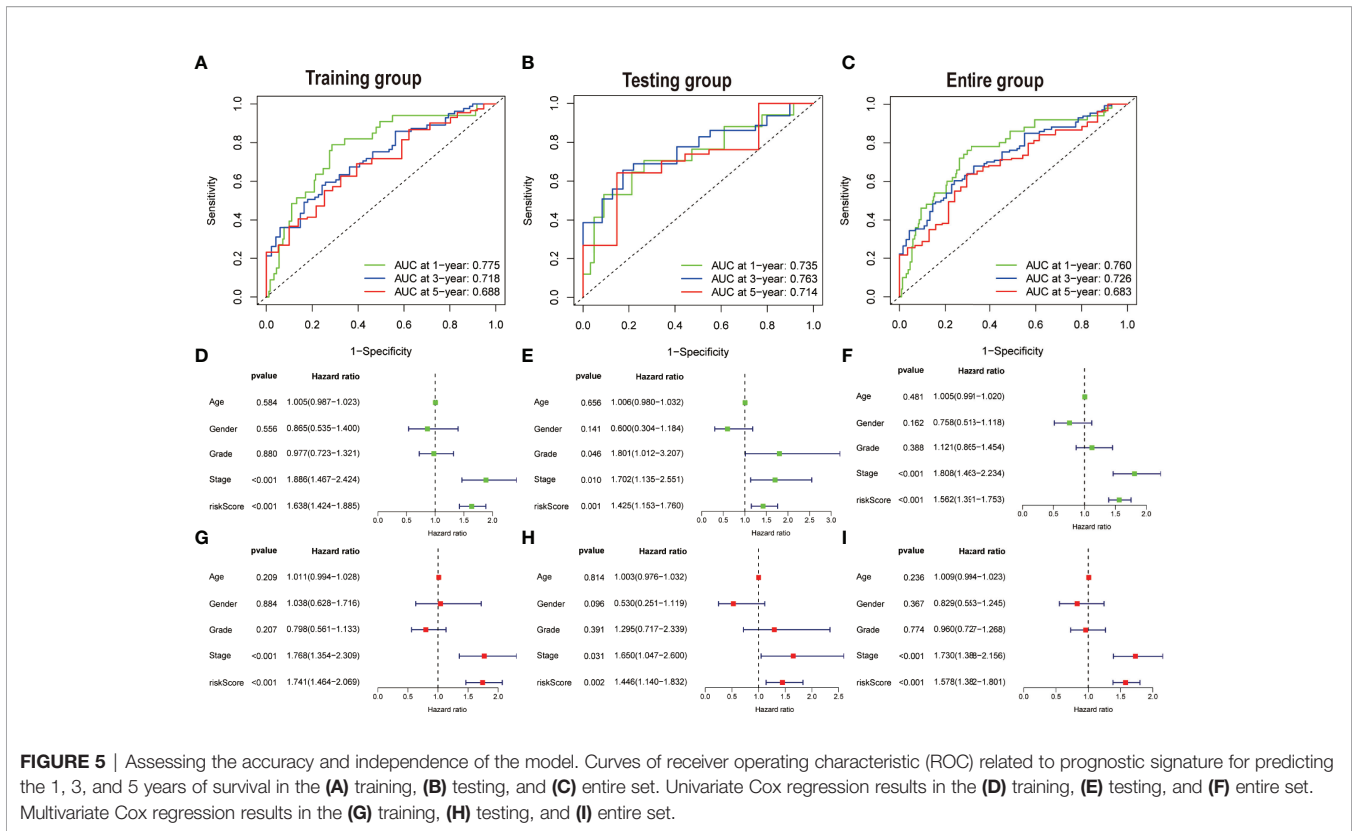 A
Training group
Sensitivity
0.0 0.2 0.4 0.6 0.8 1.0
AUC at 1-year: 0.775
AUC at 3-year: 0.718
AUC at 5-year: 0.688
0.0 0.2 0.4 0.6 0.8 1.0
1-Specificity
B
Testing group
Sensitivity
0.0 0.2 0.4 0.6 0.8 1.0
AUC at 1-year: 0.735
AUC at 3-year: 0.763
AUC at 5-year: 0.714
0.0 0.2 0.4 0.6 0.8 1.0
1-Specificity
C
Entire group
Sensitivity
0.0 0.2 0.4 0.6 0.8 1.0
AUC at 1-year: 0.760
AUC at 3-year: 0.726
AUC at 5-year: 0.683
0.0 0.2 0.4 0.6 0.8 1.0
1-Specificity
D
pvalue Hazard ratio
Age 0.584 1.005(0.987-1.023)
Gender 0.556 0.865(0.535-1.400)
Grade 0.880 0.977(0.723-1.321)
Stage <0.001 1.886(1.467-2.424)
riskScore <0.001 1.638(1.424-1.885)
0.0 0.5 1.0 1.5 2.0
Hazard ratio
E
pvalue Hazard ratio
Age 0.656 1.006(0.980-1.032)
Gender 0.141 0.600(0.304-1.184)
Grade 0.046 1.801(1.012-3.207)
Stage 0.010 1.702(1.135-2.551)
riskScore 0.001 1.425(1.153-1.760)
0.0 0.5 1.0 1.5 2.0 2.5 3.0
Hazard ratio
F
pvalue Hazard ratio
Age 0.481 1.005(0.991-1.020)
Gender 0.162 0.758(0.513-1.118)
Grade 0.388 1.121(0.865-1.454)
Stage <0.001 1.808(1.463-2.234)
riskScore <0.001 1.562(1.391-1.753)
0.0 0.5 1.0 1.5 2.0
Hazard ratio
G
pvalue Hazard ratio
Age 0.209 1.011(0.994-1.028)
Gender 0.884 1.038(0.628-1.716)
Grade 0.207 0.798(0.561-1.133)
Stage <0.001 1.768(1.354-2.309)
riskScore <0.001 1.741(1.464-2.069)
0.0 0.5 1.0 1.5 2.0
Hazard ratio
H
pvalue Hazard ratio
Age 0.814 1.003(0.976-1.032)
Gender 0.096 0.530(0.251-1.119)
Grade 0.391 1.295(0.717-2.339)
Stage 0.031 1.650(1.047-2.600)
riskScore 0.002 1.446(1.140-1.832)
0.0 0.5 1.0 1.5 2.0 2.5
Hazard ratio
I
pvalue Hazard ratio
Age 0.236 1.009(0.994-1.023)
Gender 0.367 0.829(0.553-1.245)
Grade 0.774 0.960(0.727-1.268)
Stage <0.001 1.730(1.388-2.156)
riskScore <0.001 1.578(1.382-1.801)
0.0 0.5 1.0 1.5 2.0
Hazard ratio
FIGURE 5 | Assessing the accuracy and independence of the model. Curves of receiver operating characteristic (ROC) related to prognostic signature for predicting
the 1, 3, and 5 years of survival in the (A) training, (B) testing, and (C) entire set. Univariate Cox regression results in the (D) training, (E) testing, and (F) entire set.
Multivariate Cox regression results in the (G) training, (H) testing, and (I) entire set.